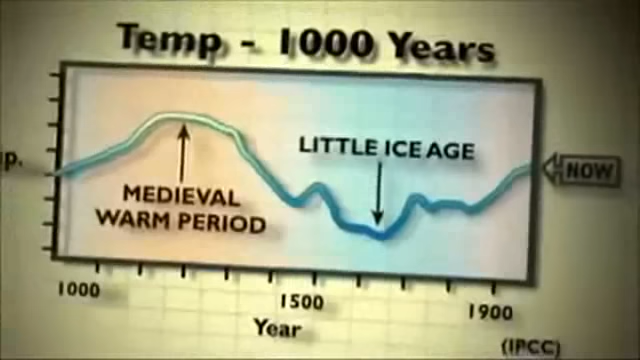 Temp - 1000 Years
LITTLE ICE AGE
NOW
MEDIEVAL
WARM PERIOD
1000
1500
1900
Year
(IPCC)